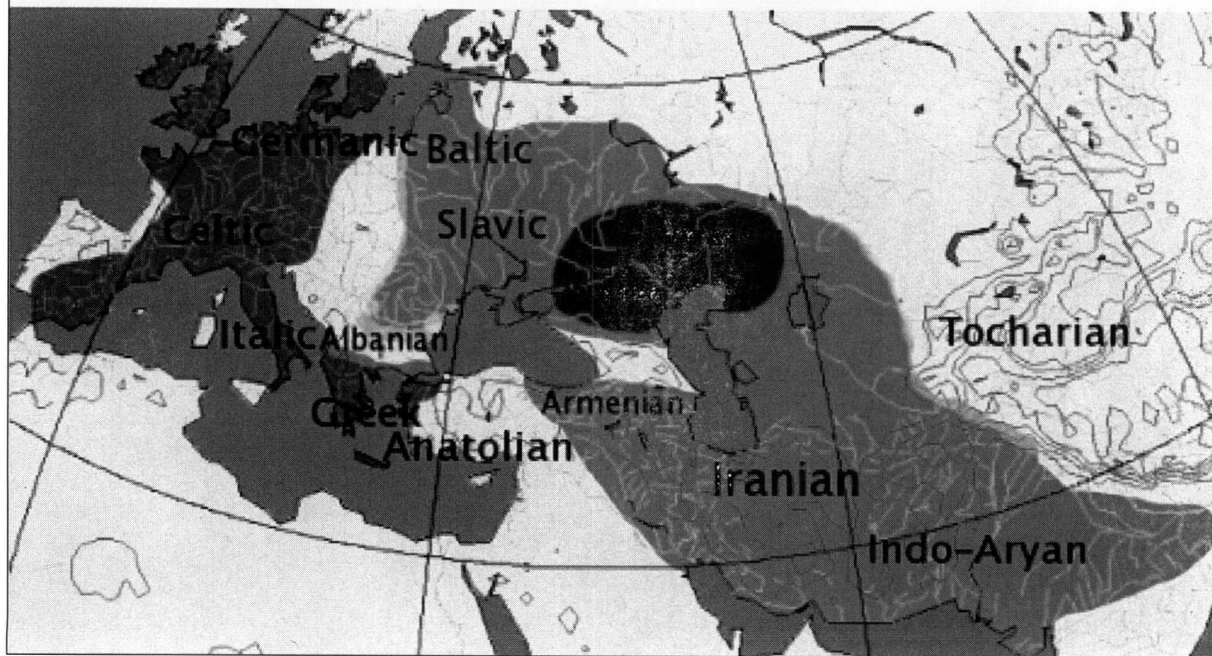 Germanic
Baltic
Celtic
Slavic
Italic
Albanian
Tocharian
Greek
Armenian
Anatolian
Iranian
Indo-Aryan